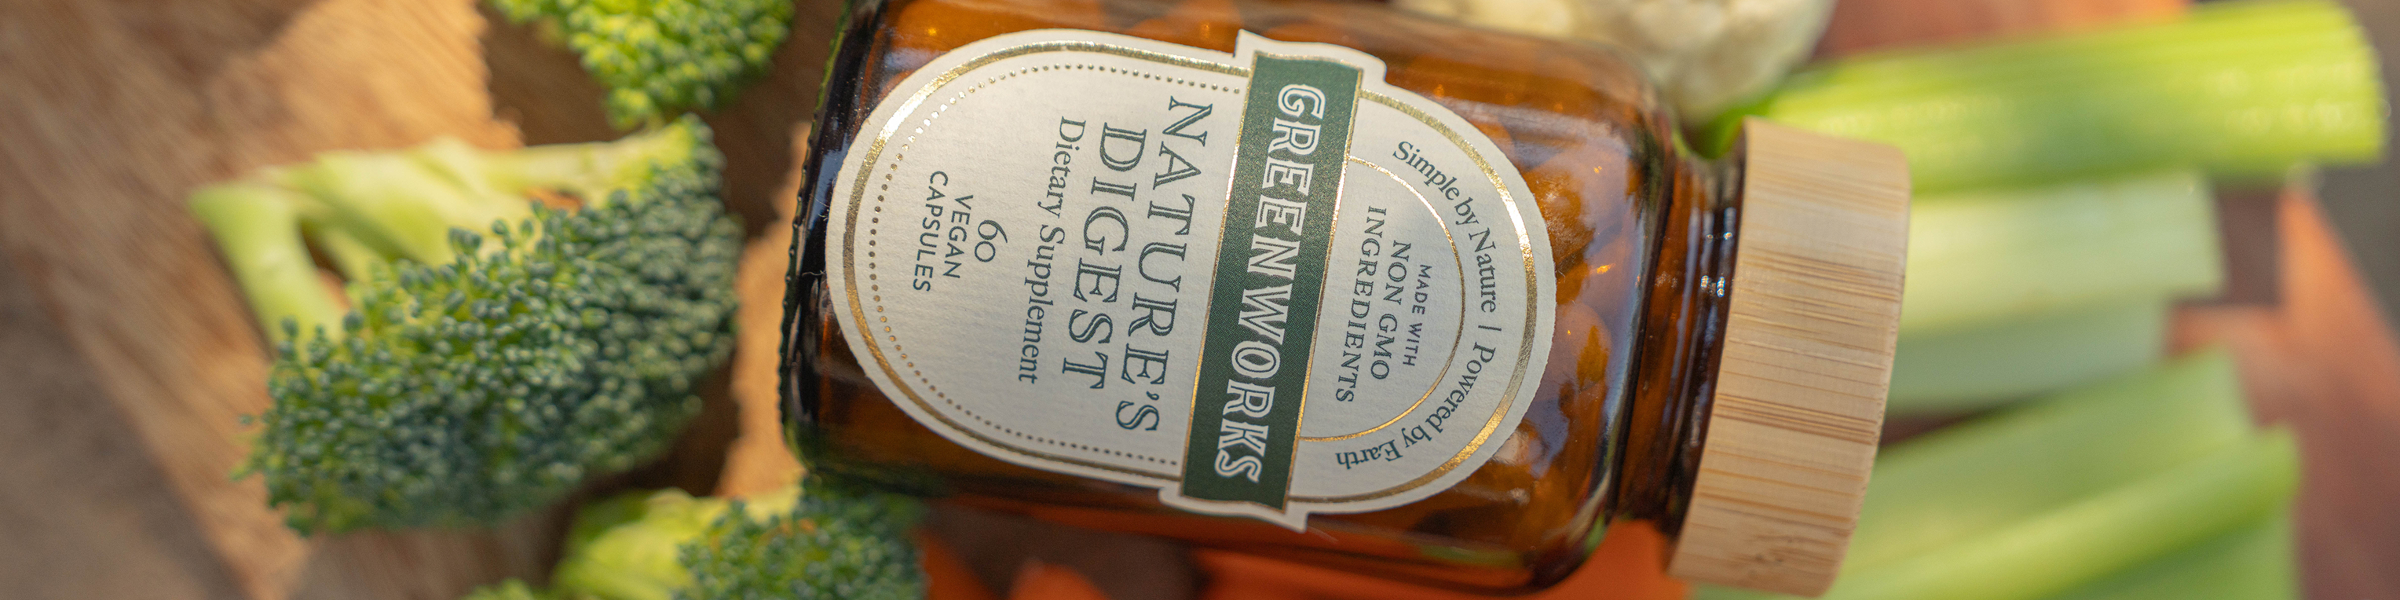 Simple by Nature | Powered by Earth
MADE WITH
NON GMO
INGREDIENTS
GREENWORKS
NATURE'S
DIGEST
Dietary Supplement
60
VEGAN
CAPSULES